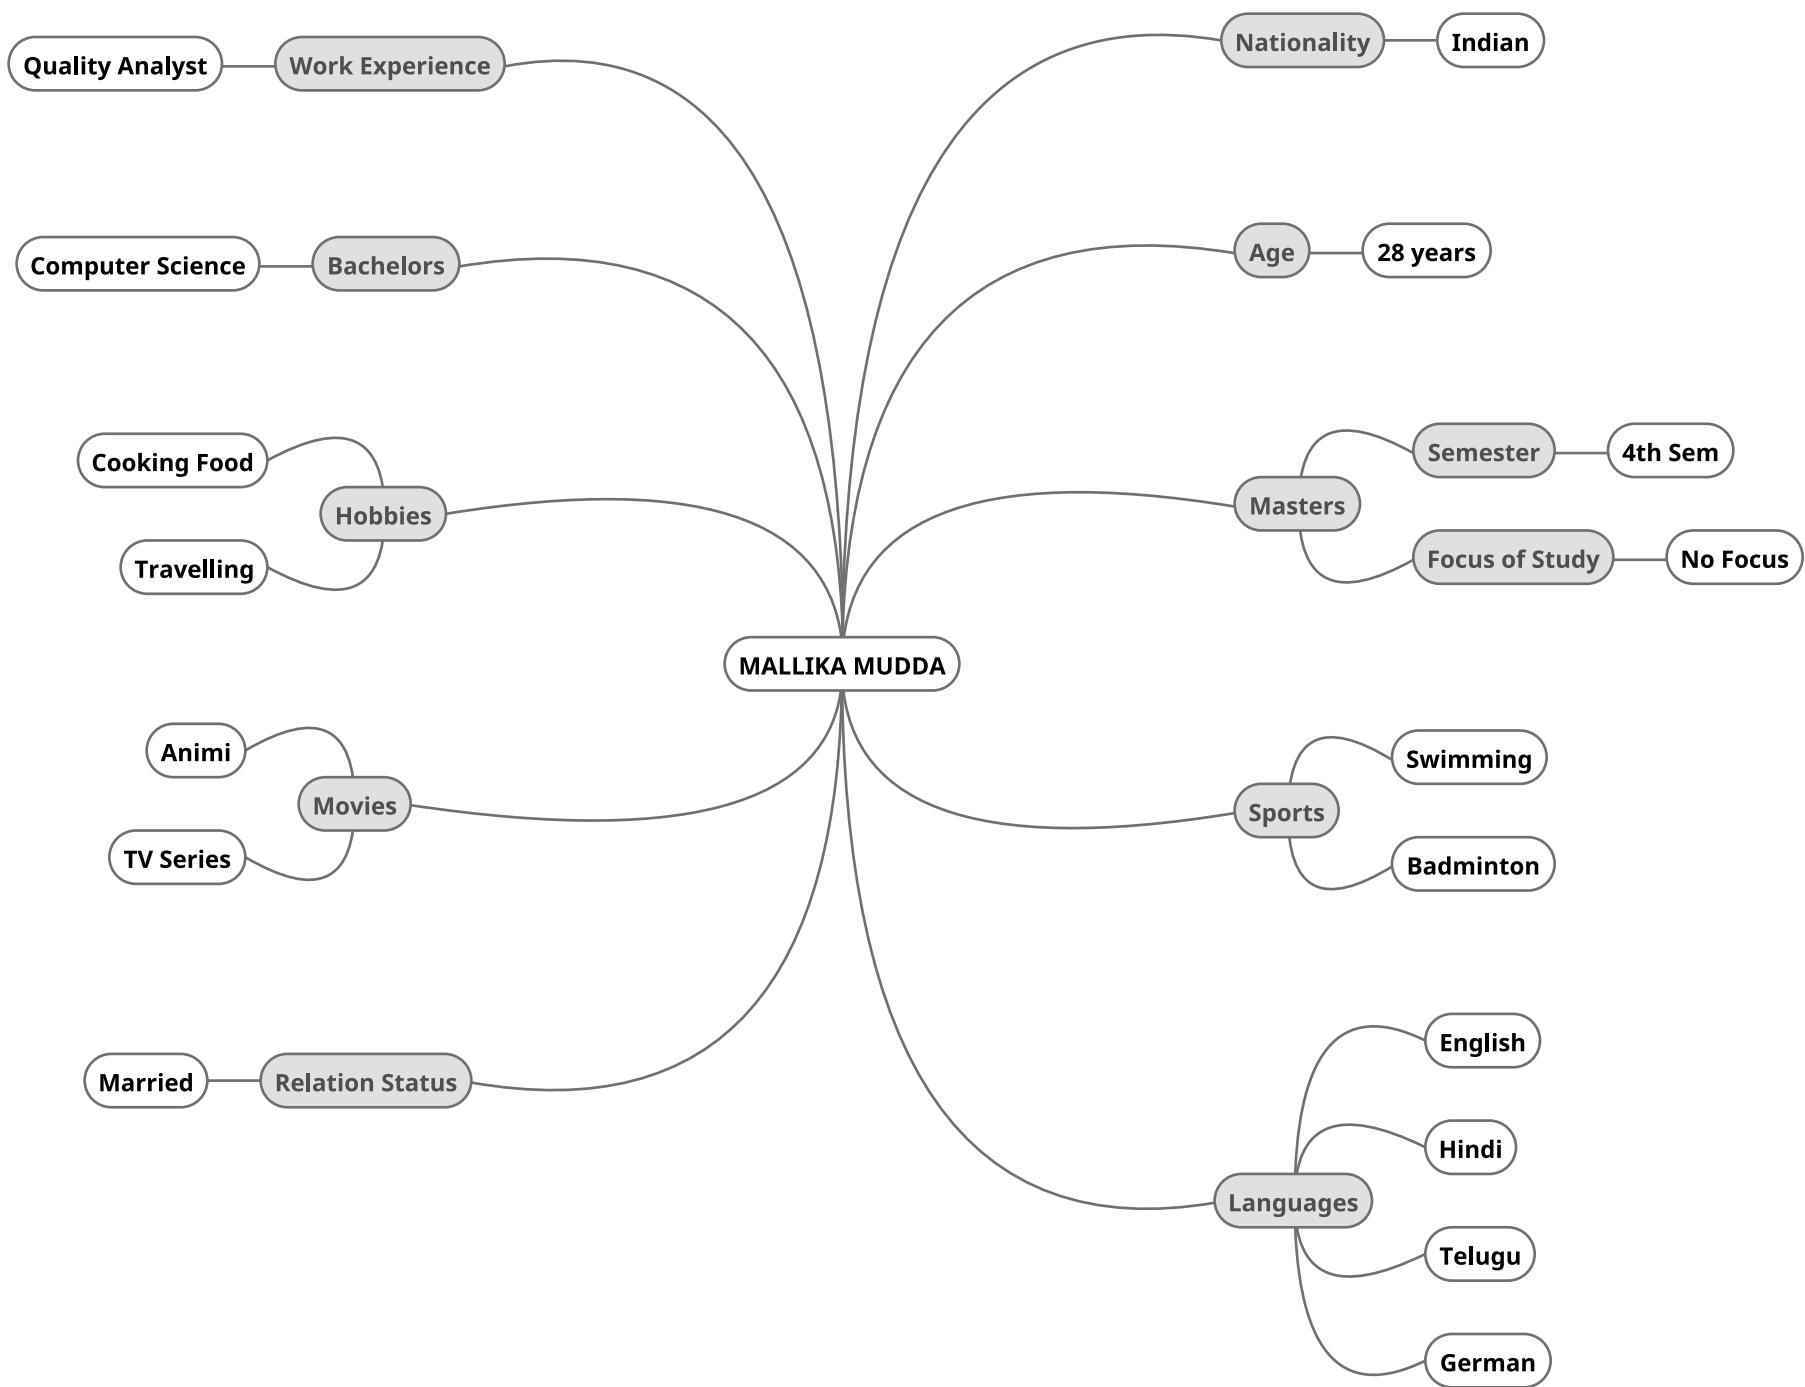 Quality Analyst
Work Experience
Computer Science
Bachelors
Cooking Food
Hobbies
Travelling
MALLIKA MUDDA
Animi
Movies
TV Series
Married
Relation Status
Nationality
Indian
Age
28 years
Masters
Semester
4th Sem
Focus of Study
No Focus
Sports
Swimming
Badminton
Languages
English
Hindi
Telugu
German